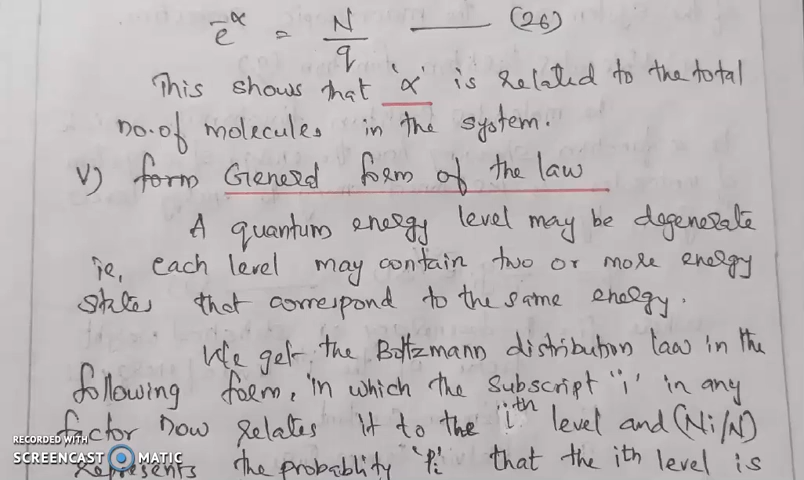 e^-α = N/q —— (26)
This shows that 'α' is related to the total
no. of molecules in the system.
V) form General form of the law
A quantum energy level may be degenerate
ie, each level may contain two or more energy
states that correspond to the same energy.
We get the Boltzmann distribution law in the
following form, in which the subscript "i' in any
factor now relates it to the ith level and (Ni/N)
represents the probablity 'Pi that the ith level is
RECORDED WITH
SCREENCAST MATIC